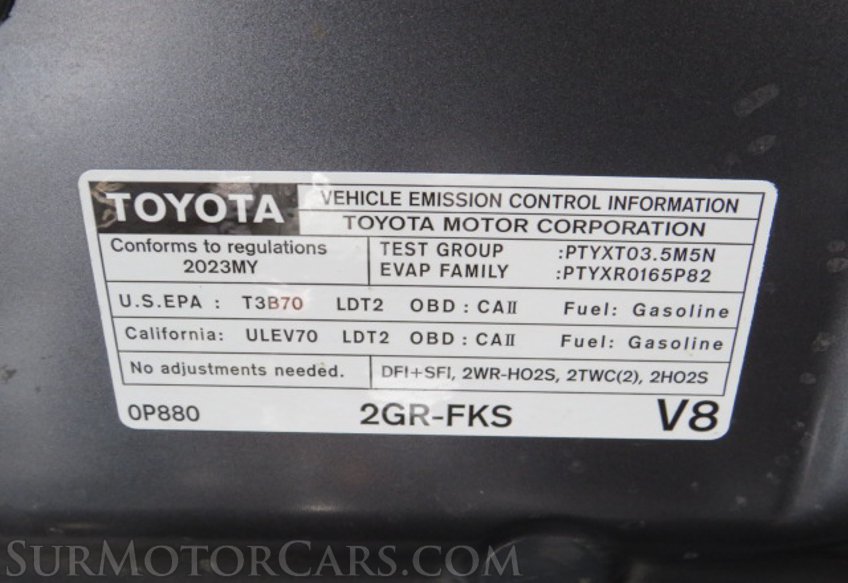 TOYOTA
VEHICLE EMISSION CONTROL INFORMATION
TOYOTA MOTOR CORPORATION
Conforms to regulations
2023MY
TEST GROUP :PTYXT03.5M5N
EVAP FAMILY :PTYXR0165P82
U.S.EPA : T3B70 LDT2 OBD : CAII Fuel: Gasoline
California: ULEV70 LDT2 OBD : CAII Fuel: Gasoline
No adjustments needed.
DFI+SFI, 2WR-HO2S, 2TWC(2), 2HO2S
0P880 2GR-FKS V8
SURMOTORCARS.COM